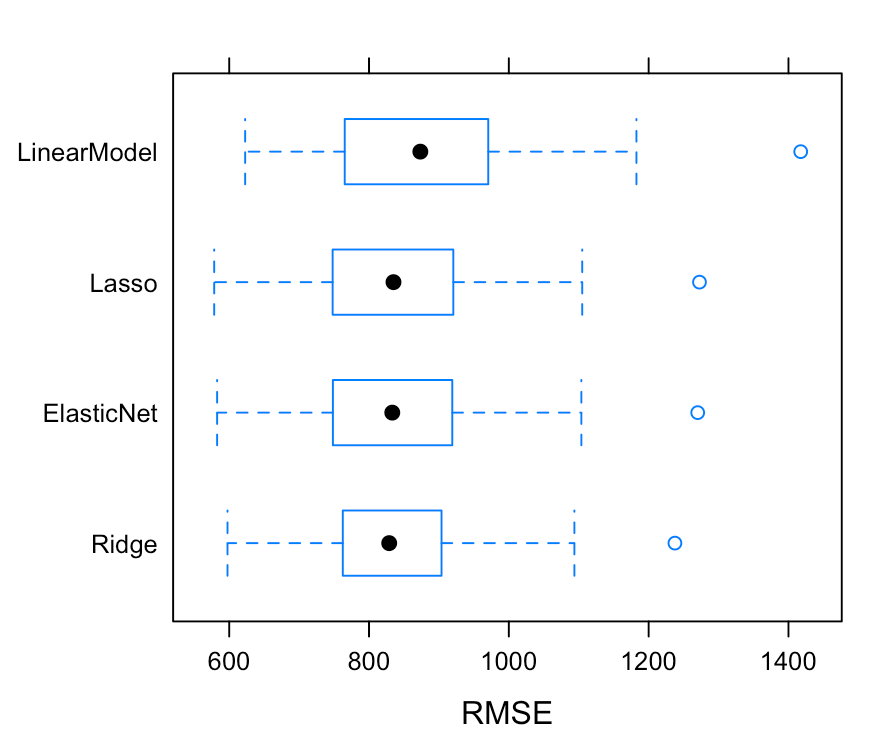 LinearModel
Lasso
ElasticNet
Ridge
600 800 1000 1200 1400
RMSE